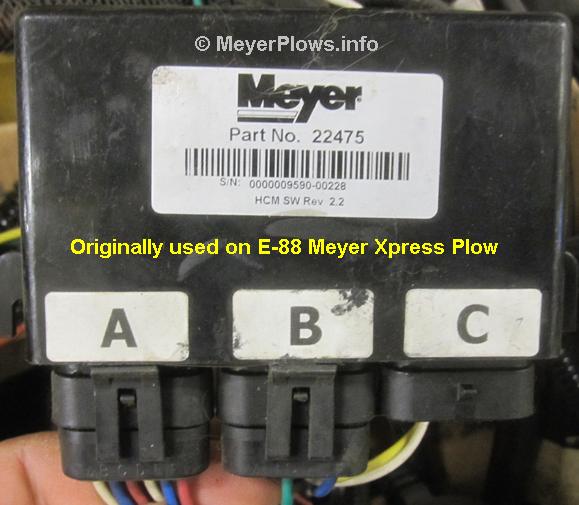 © MeyerPlows.info
Meyer®
Part No. 22475
S/N: 0000009590-00228
HCM SW Rev 2.2
Originally used on E-88 Meyer Xpress Plow
A B C